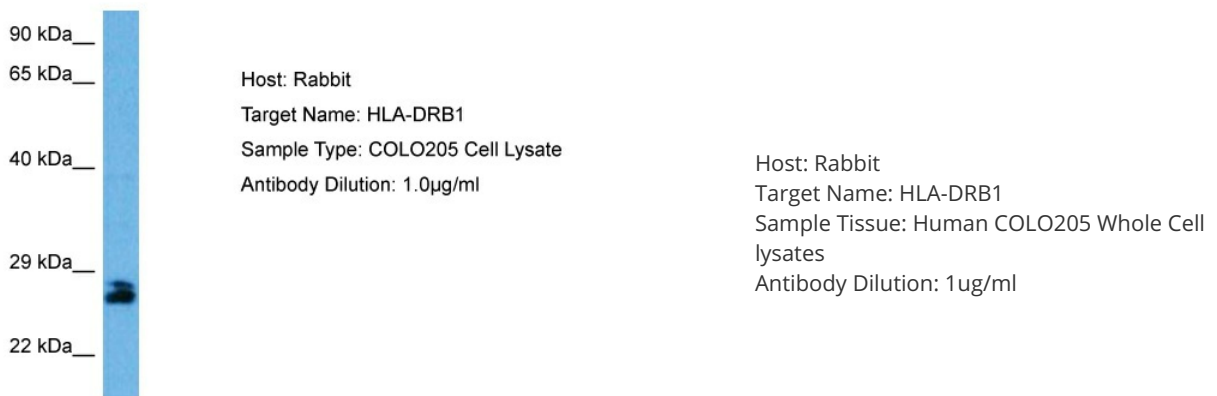 90 kDa__
65 kDa__
40 kDa__
29 kDa__
22 kDa__
Host: Rabbit
Target Name: HLA-DRB1
Sample Type: COLO205 Cell Lysate
Antibody Dilution: 1.0µg/ml
Host: Rabbit
Target Name: HLA-DRB1
Sample Tissue: Human COLO205 Whole Cell
lysates
Antibody Dilution: 1ug/ml